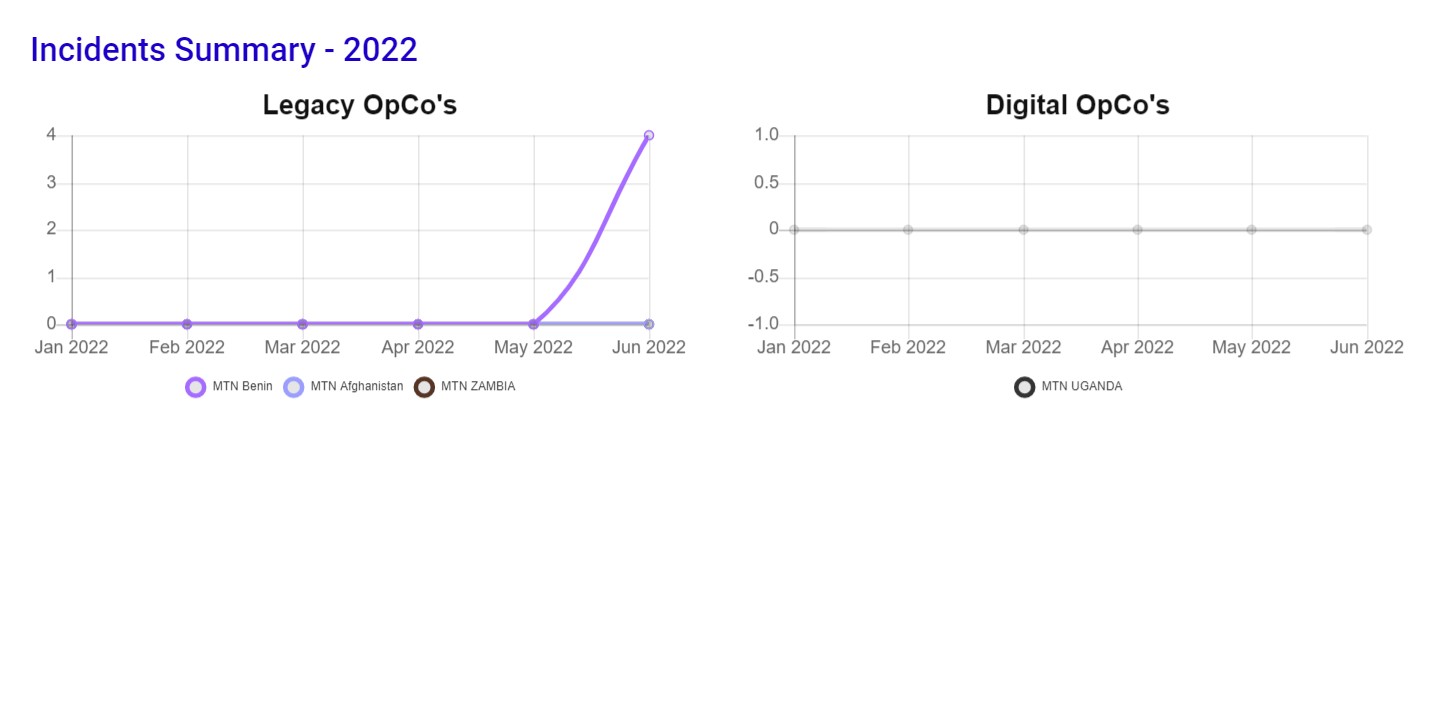 Incidents Summary - 2022
Legacy OpCo's
4
3
2
1
0
Jan 2022 Feb 2022 Mar 2022 Apr 2022 May 2022 Jun 2022
MTN Benin MTN Afghanistan MTN ZAMBIA
Digital OpCo's
1.0
0.5
0
-0.5
-1.0
Jan 2022 Feb 2022 Mar 2022 Apr 2022 May 2022 Jun 2022
MTN UGANDA